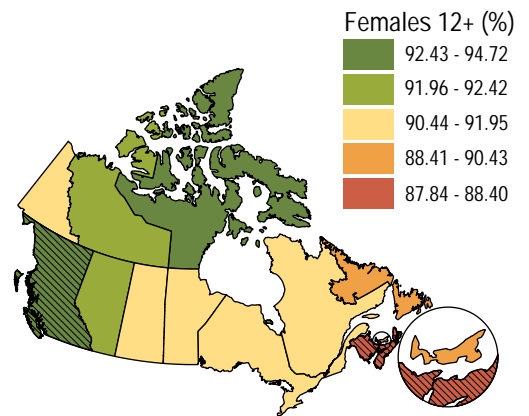 Females 12+ (%)
92.43 - 94.72
91.96 - 92.42
90.44 - 91.95
88.41 - 90.43
87.84 - 88.40